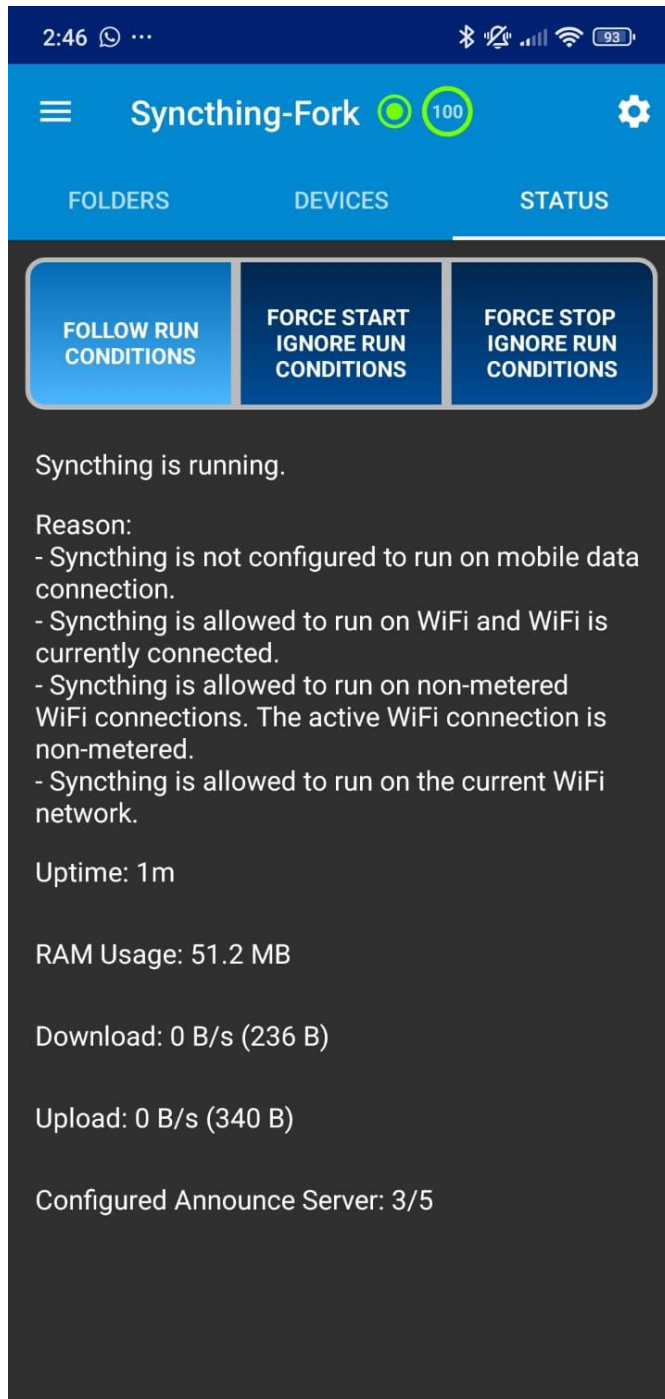 2:46 ... 93
Syncthing-Fork 100
FOLDERS DEVICES STATUS
FOLLOW RUN
CONDITIONS
FORCE START
IGNORE RUN
CONDITIONS
FORCE STOP
IGNORE RUN
CONDITIONS
Syncthing is running.
Reason:
- Syncthing is not configured to run on mobile data
connection.
- Syncthing is allowed to run on WiFi and WiFi is
currently connected.
- Syncthing is allowed to run on non-metered
WiFi connections. The active WiFi connection is
non-metered.
- Syncthing is allowed to run on the current WiFi
network.
Uptime: 1m
RAM Usage: 51.2 MB
Download: 0 B/s (236 B)
Upload: 0 B/s (340 B)
Configured Announce Server: 3/5